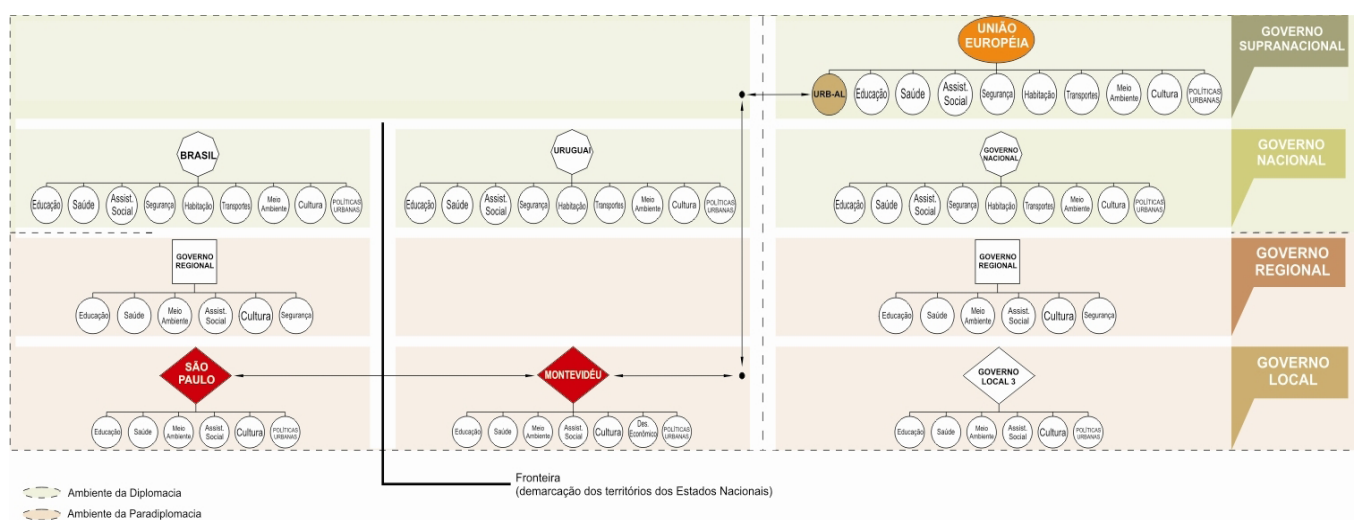 UNIÃO
EUROPÉIA
GOVERNO
SUPRANACIONAL
URB-AL
Educação
Saúde
Assist.
Social
Segurança
Habitação
Transportes
Meio
Ambiente
Cultura
POLÍTICAS
URBANAS
BRASIL
Educação
Saúde
Assist.
Social
Segurança
Habitação
Transportes
Meio
Ambiente
Cultura
POLÍTICAS
URBANAS
URUGUAI
Educação
Saúde
Assist.
Social
Segurança
Habitação
Transportes
Meio
Ambiente
Cultura
POLÍTICAS
URBANAS
GOVERNO
NACIONAL
Educação
Saúde
Assist.
Social
Segurança
Habitação
Transportes
Meio
Ambiente
Cultura
POLÍTICAS
URBANAS
GOVERNO
NACIONAL
GOVERNO
REGIONAL
Educação
Saúde
Meio
Ambiente
Assist.
Social
Cultura
Segurança
GOVERNO
REGIONAL
Educação
Saúde
Meio
Ambiente
Assist.
Social
Cultura
Segurança
GOVERNO
REGIONAL
SÃO
PAULO
Educação
Saúde
Meio
Ambiente
Assist.
Social
Cultura
POLÍTICAS
URBANAS
MONTEVIDÉU
Educação
Saúde
Meio
Ambiente
Assist.
Social
Cultura
Des.
Econômico
POLÍTICAS
URBANAS
GOVERNO
LOCAL 3
Educação
Saúde
Meio
Ambiente
Assist.
Social
Cultura
POLÍTICAS
URBANAS
GOVERNO
LOCAL
Fronteira
(demarcação dos territórios dos Estados Nacionais)
Ambiente da Diplomacia
Ambiente da Paradiplomacia